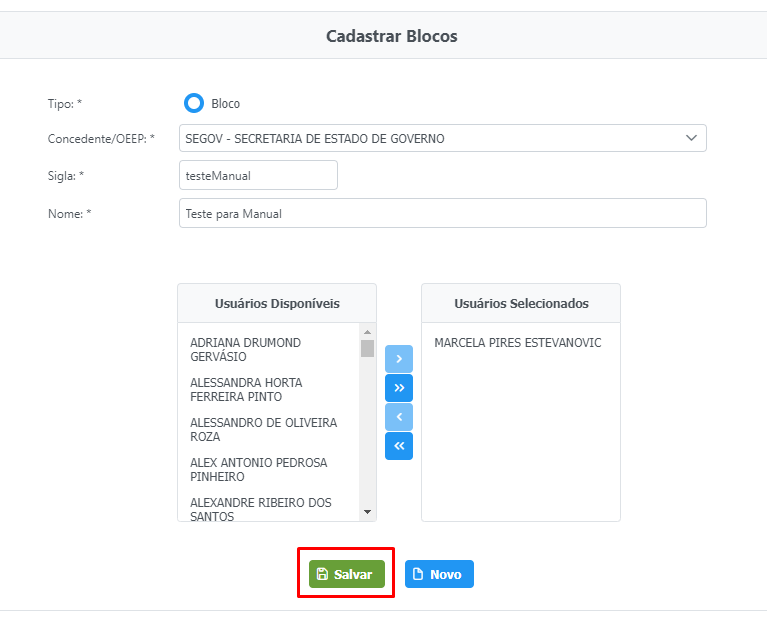 Cadastrar Blocos
Tipo: * Bloco
Concedente/OEEP: * SEGOV - SECRETARIA DE ESTADO DE GOVERNO
Sigla: * testeManual
Nome: * Teste para Manual
Usuários Disponíveis
ADRIANA DRUMOND
GERVÁSIO
ALESSANDRA HORTA
FERREIRA PINTO
ALESSANDRO DE OLIVEIRA
ROZA
ALEX ANTONIO PEDROSA
PINHEIRO
ALEXANDRE RIBEIRO DOS
SANTOS
Usuários Selecionados
MARCELA PIRES ESTEVANOVIC
Salvar Novo